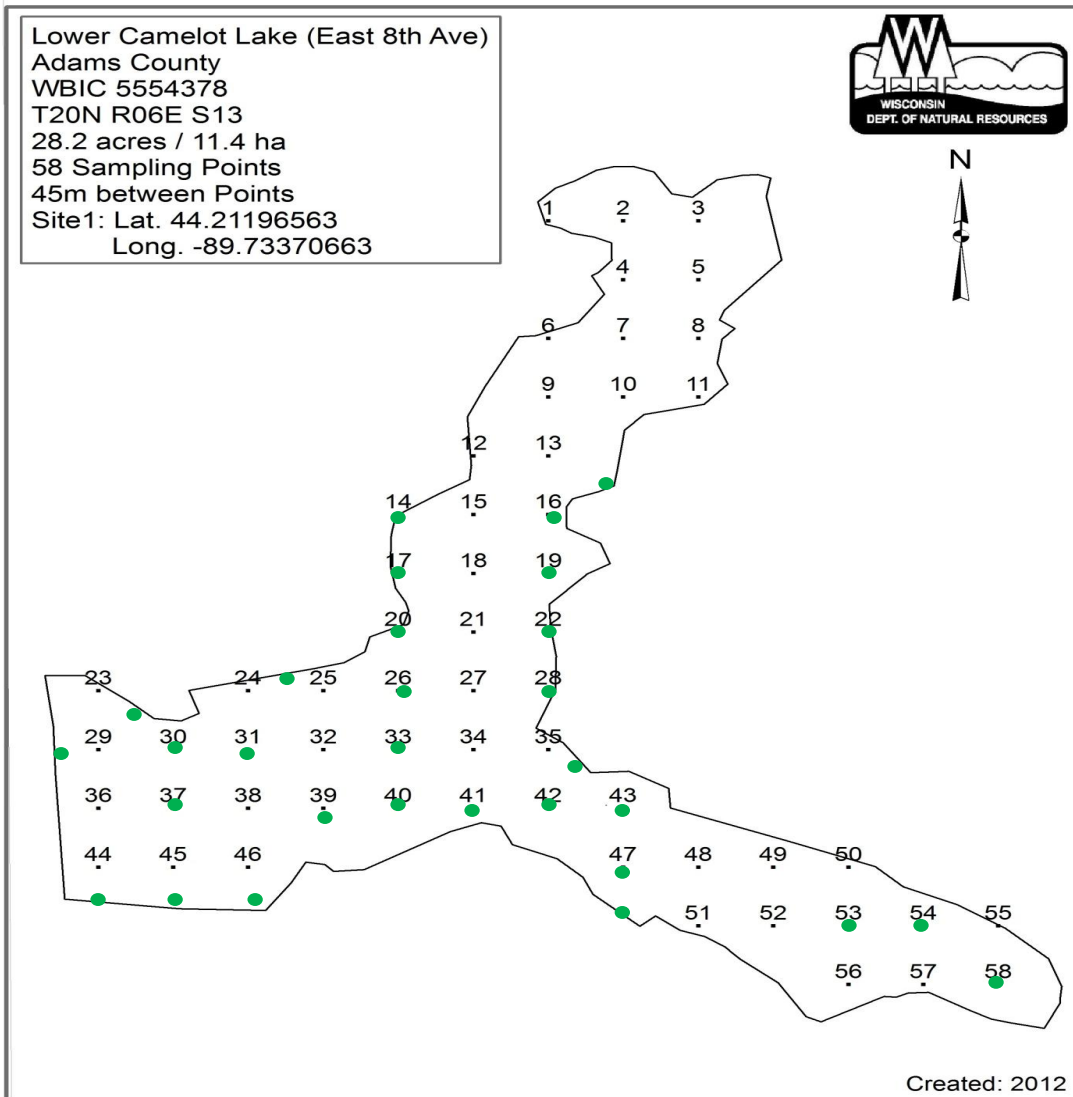 Lower Camelot Lake (East 8th Ave)
Adams County
WBIC 5554378
T20N R06E S13
28.2 acres / 11.4 ha
58 Sampling Points
45m between Points
Site1: Lat. 44.21196563
Long. -89.73370663
W
WISCONSIN
DEPT. OF NATURAL RESOURCES
N
1 2 3
4 5
6 7 8
9 10 11
12 13
14 15 16
17 18 19
20 21 22
23 24 25 26 27 28
29 30 31 32 33 34 35
36 37 38 39 40 41 42 43
44 45 46 47 48 49 50
51 52 53 54 55
56 57 58
Created: 2012